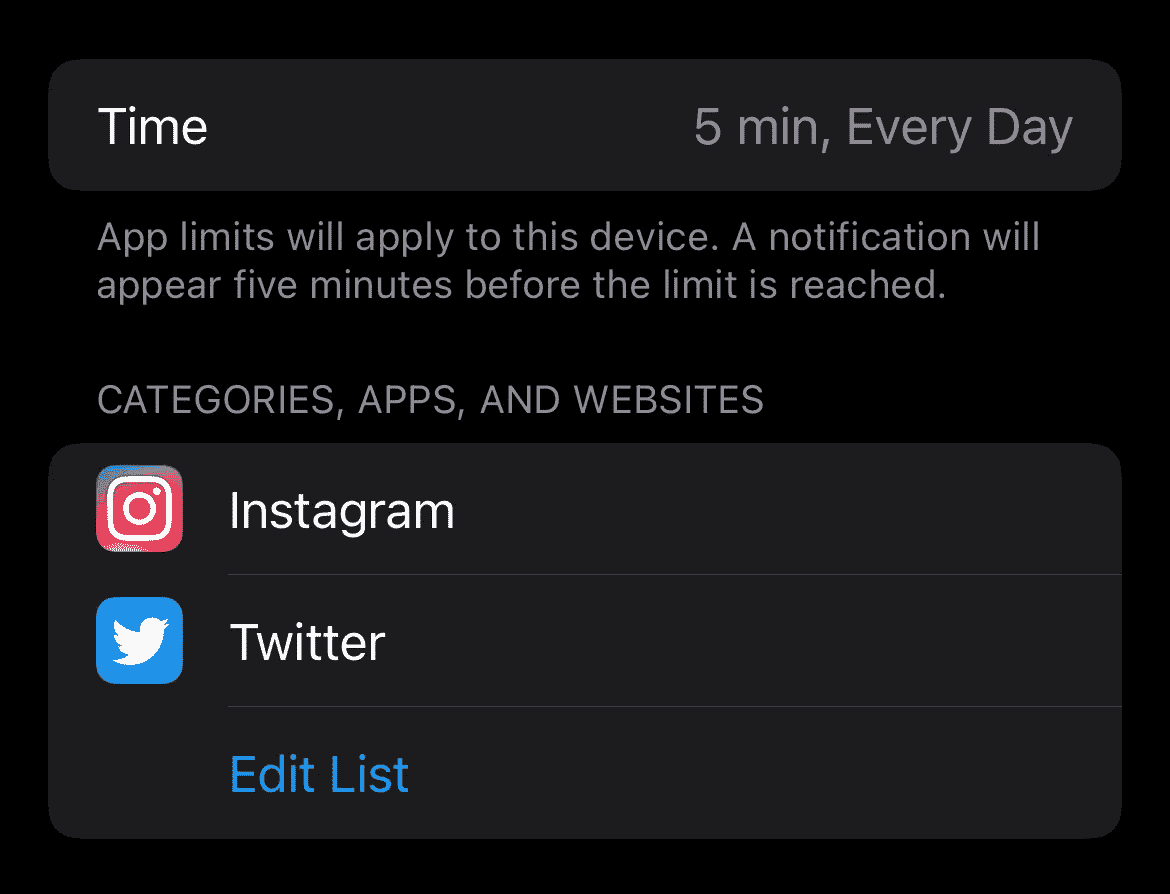 Time 5 min, Every Day
App limits will apply to this device. A notification will
appear five minutes before the limit is reached.
CATEGORIES, APPS, AND WEBSITES
Instagram
Twitter
Edit List